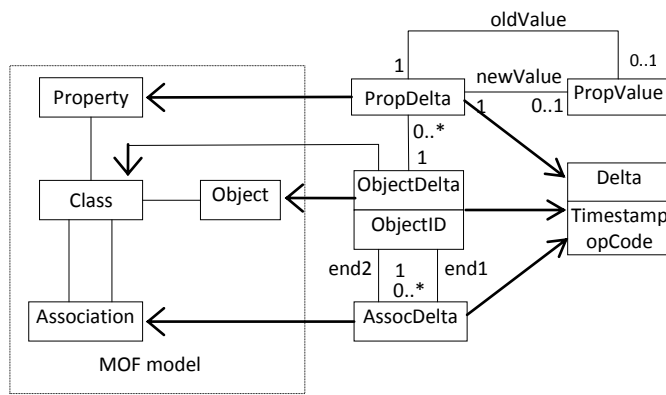 oldValue
1
0..1
newValue
Property
PropDelta
1
0..1
PropValue
0..*
1
Class
Object
ObjectDelta
ObjectID
Delta
Timestamp
opCode
end2
1
end1
0..*
Association
AssocDelta
MOF model